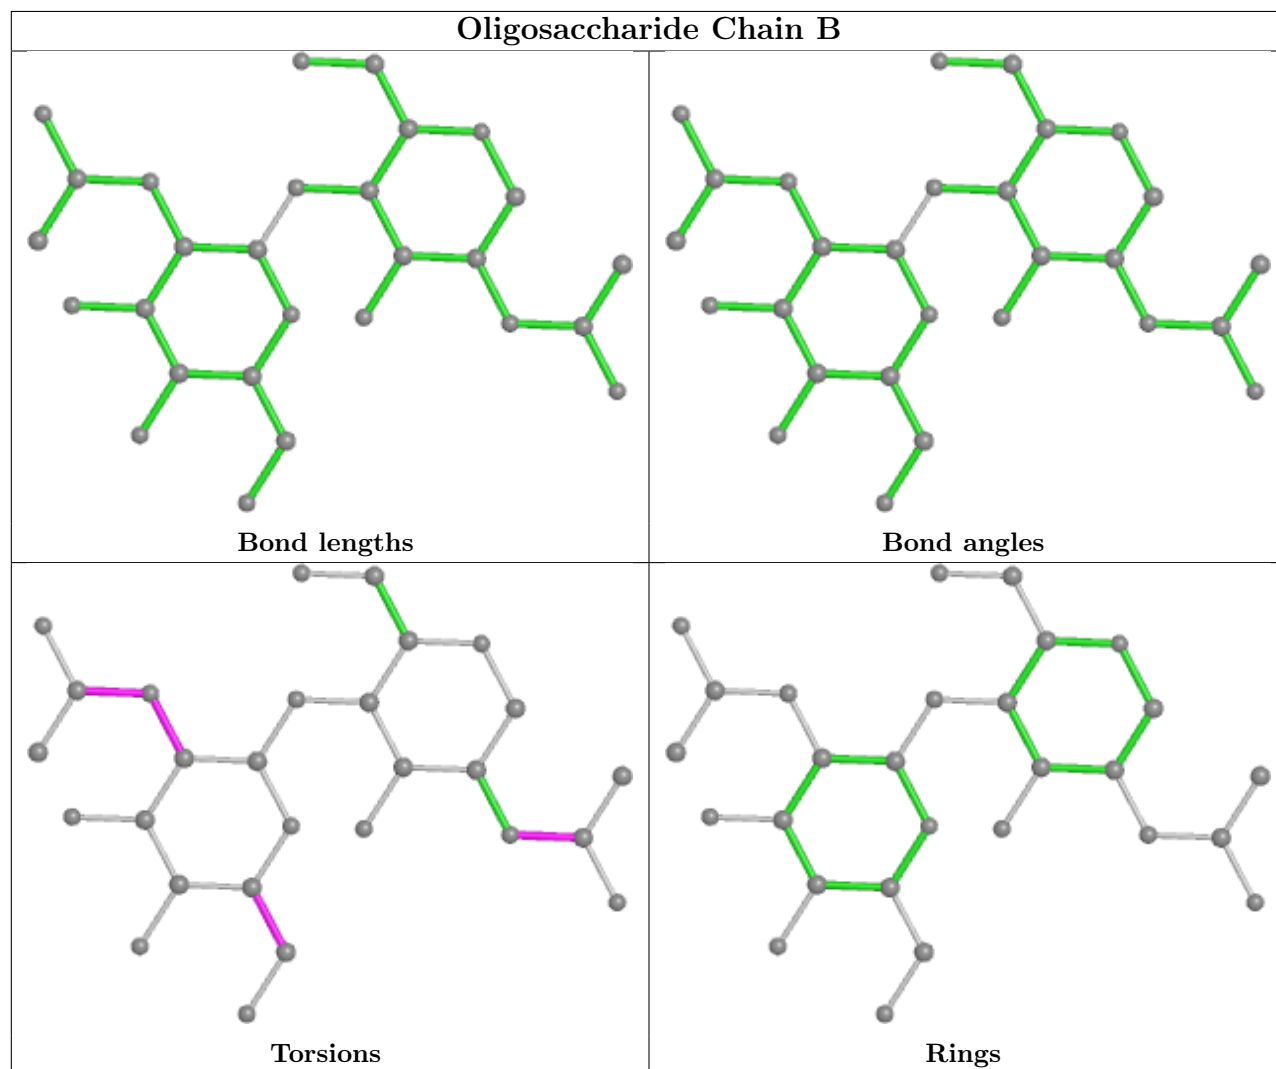 Oligosaccharide Chain B
Bond lengths
Bond angles
Torsions
Rings